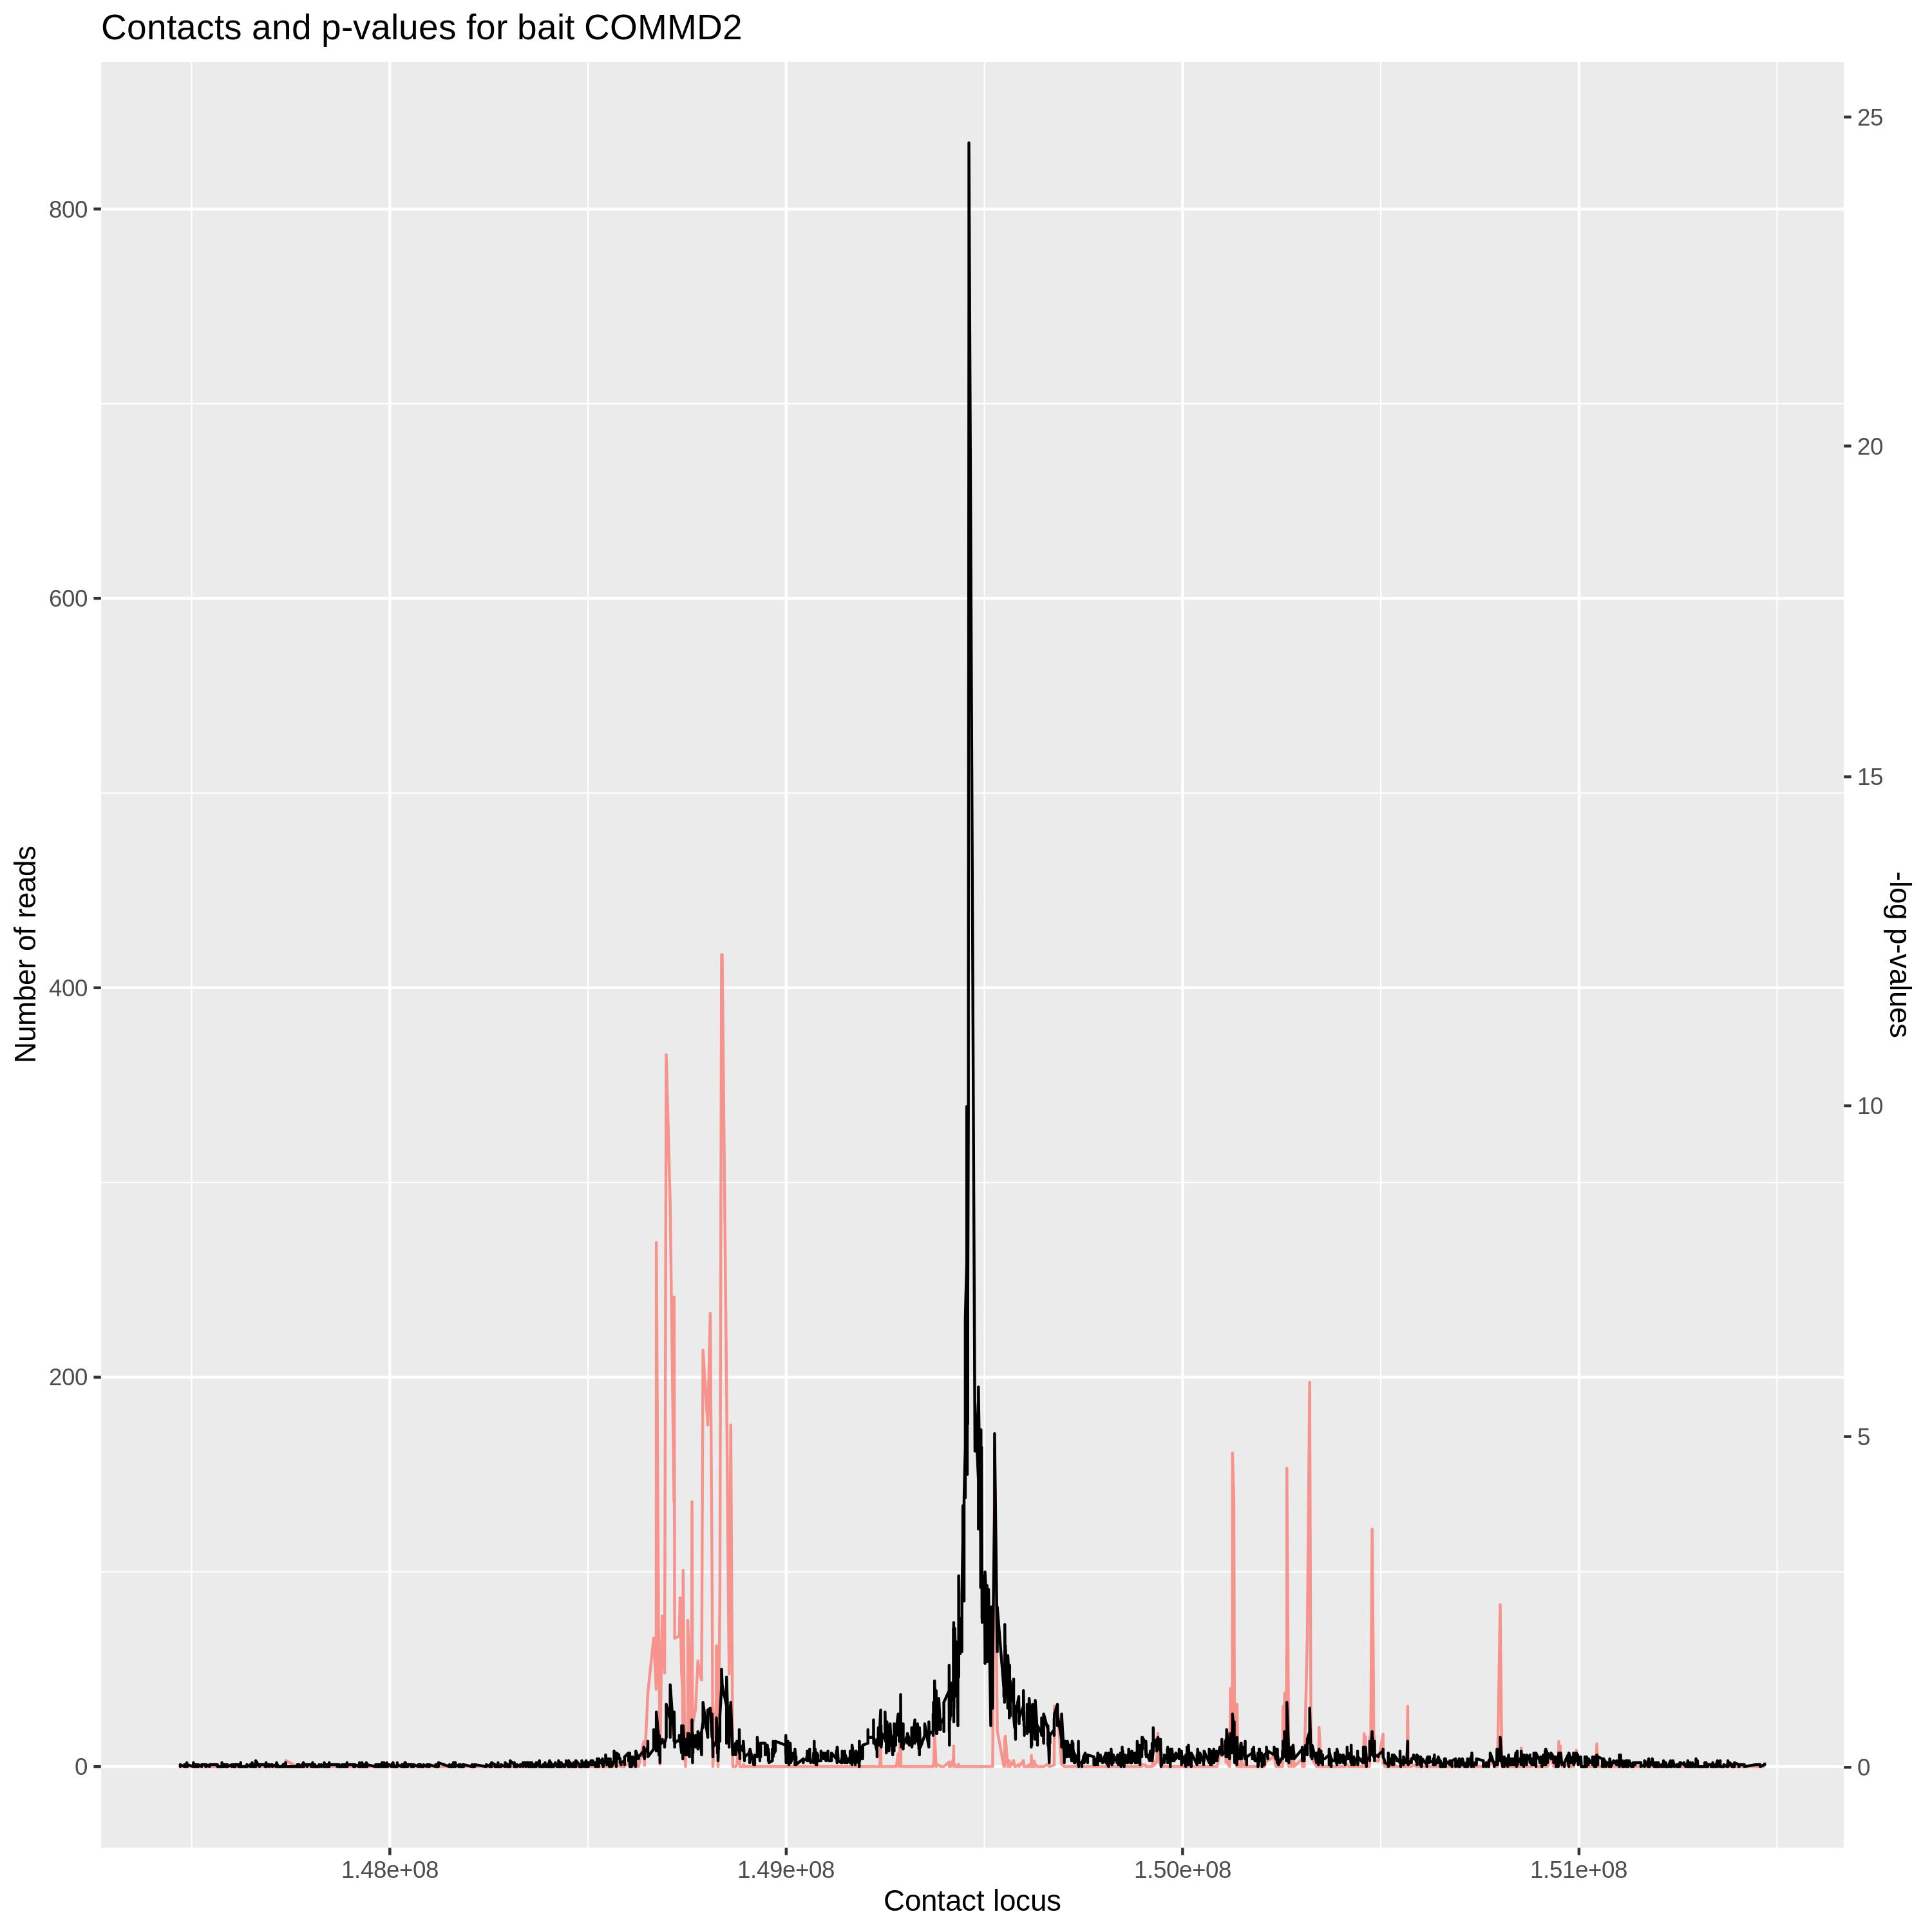 Contacts and p-values for bait COMMD2
800
600
400
200
0
25
20
15
10
5
0
Number of reads
-log p-values
1.48e+08
1.49e+08
1.50e+08
1.51e+08
Contact locus